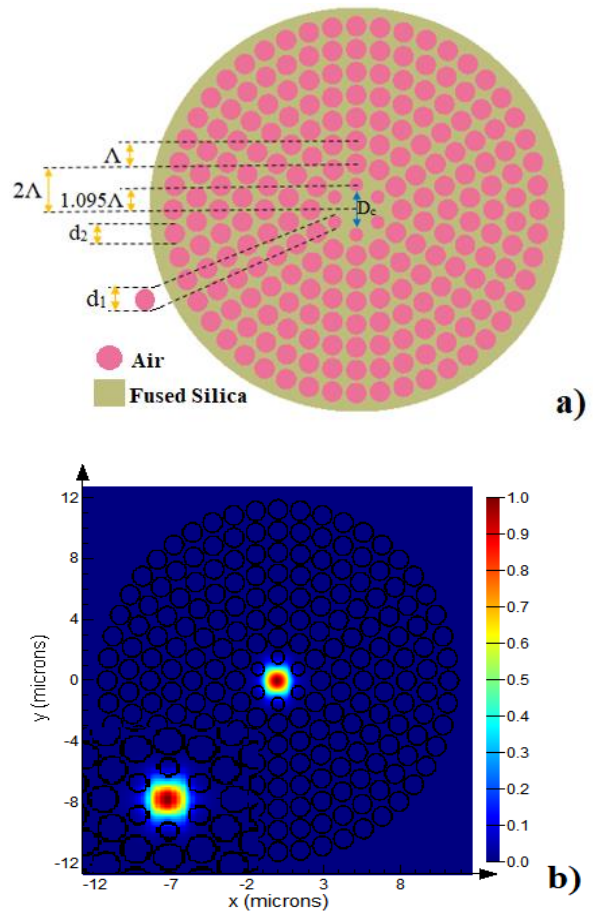 Λ
2Λ
1.095Λ
Dc
d2
d1
Air
Fused Silica
a)
12
8
4
0
-4
-8
-12
y (microns)
-12
-7
-2
3
8
x (microns)
1.0
0.9
0.8
0.7
0.6
0.5
0.4
0.3
0.2
0.1
0.0
b)